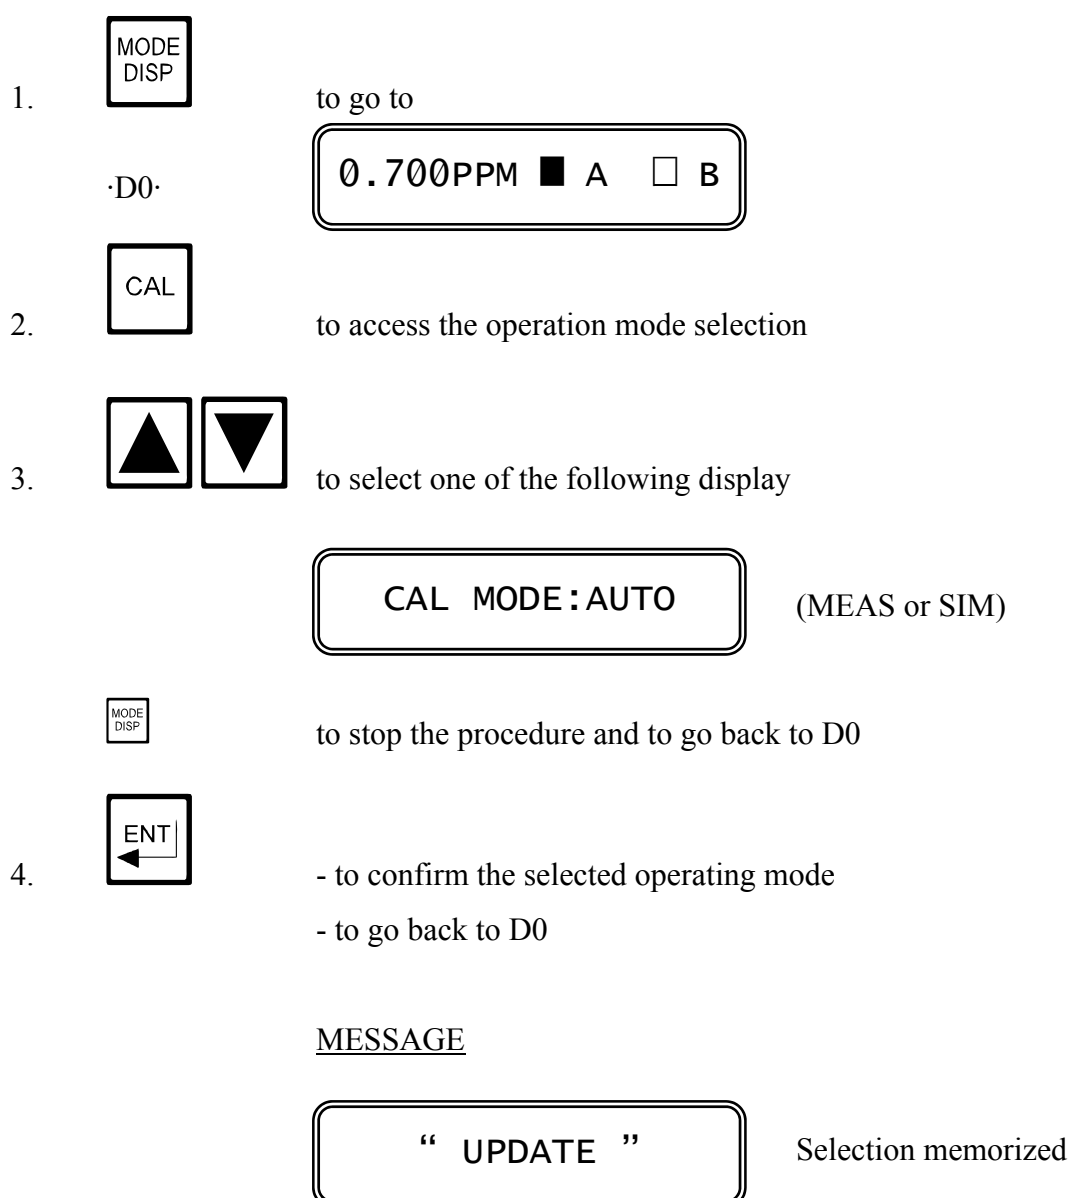 MODE
DISP
1. to go to
0.700PPM ■ A □ B
·D0·
CAL
2. to access the operation mode selection
▲ ▼
3. to select one of the following display
CAL MODE:AUTO (MEAS or SIM)
MODE
DISP
to stop the procedure and to go back to D0
ENT
4. - to confirm the selected operating mode
- to go back to D0
MESSAGE
“ UPDATE ” Selection memorized